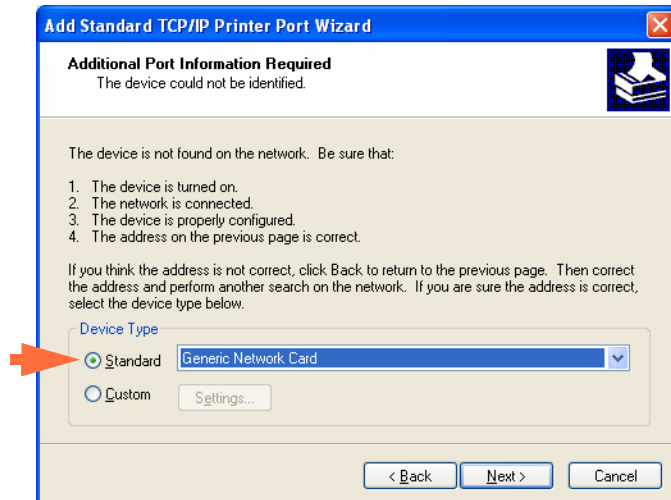 Add Standard TCP/IP Printer Port Wizard
Additional Port Information Required
The device could not be identified.
The device is not found on the network. Be sure that:
1. The device is turned on.
2. The network is connected.
3. The device is properly configured.
4. The address on the previous page is correct.
If you think the address is not correct, click Back to return to the previous page. Then correct
the address and perform another search on the network. If you are sure the address is correct,
select the device type below.
Device Type
Standard
Generic Network Card
Custom
Settings...
< Back
Next >
Cancel